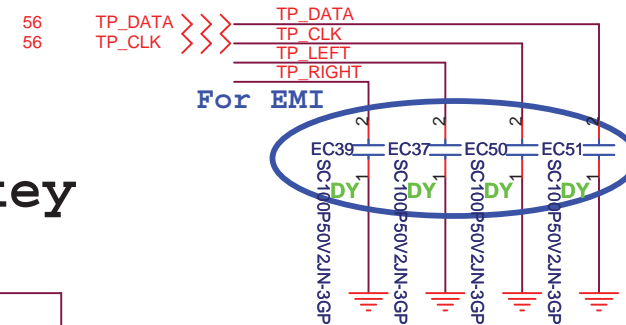 56 TP_DATA TP_DATA
56 TP_CLK TP_CLK
TP_LEFT
TP_RIGHT
For EMI
2 2 2 2
EC39 EC37 EC50 EC51
1 1 1 1
DY DY DY DY
SC100P50V2JN-3GP SC100P50V2JN-3GP SC100P50V2JN-3GP SC100P50V2JN-3GP